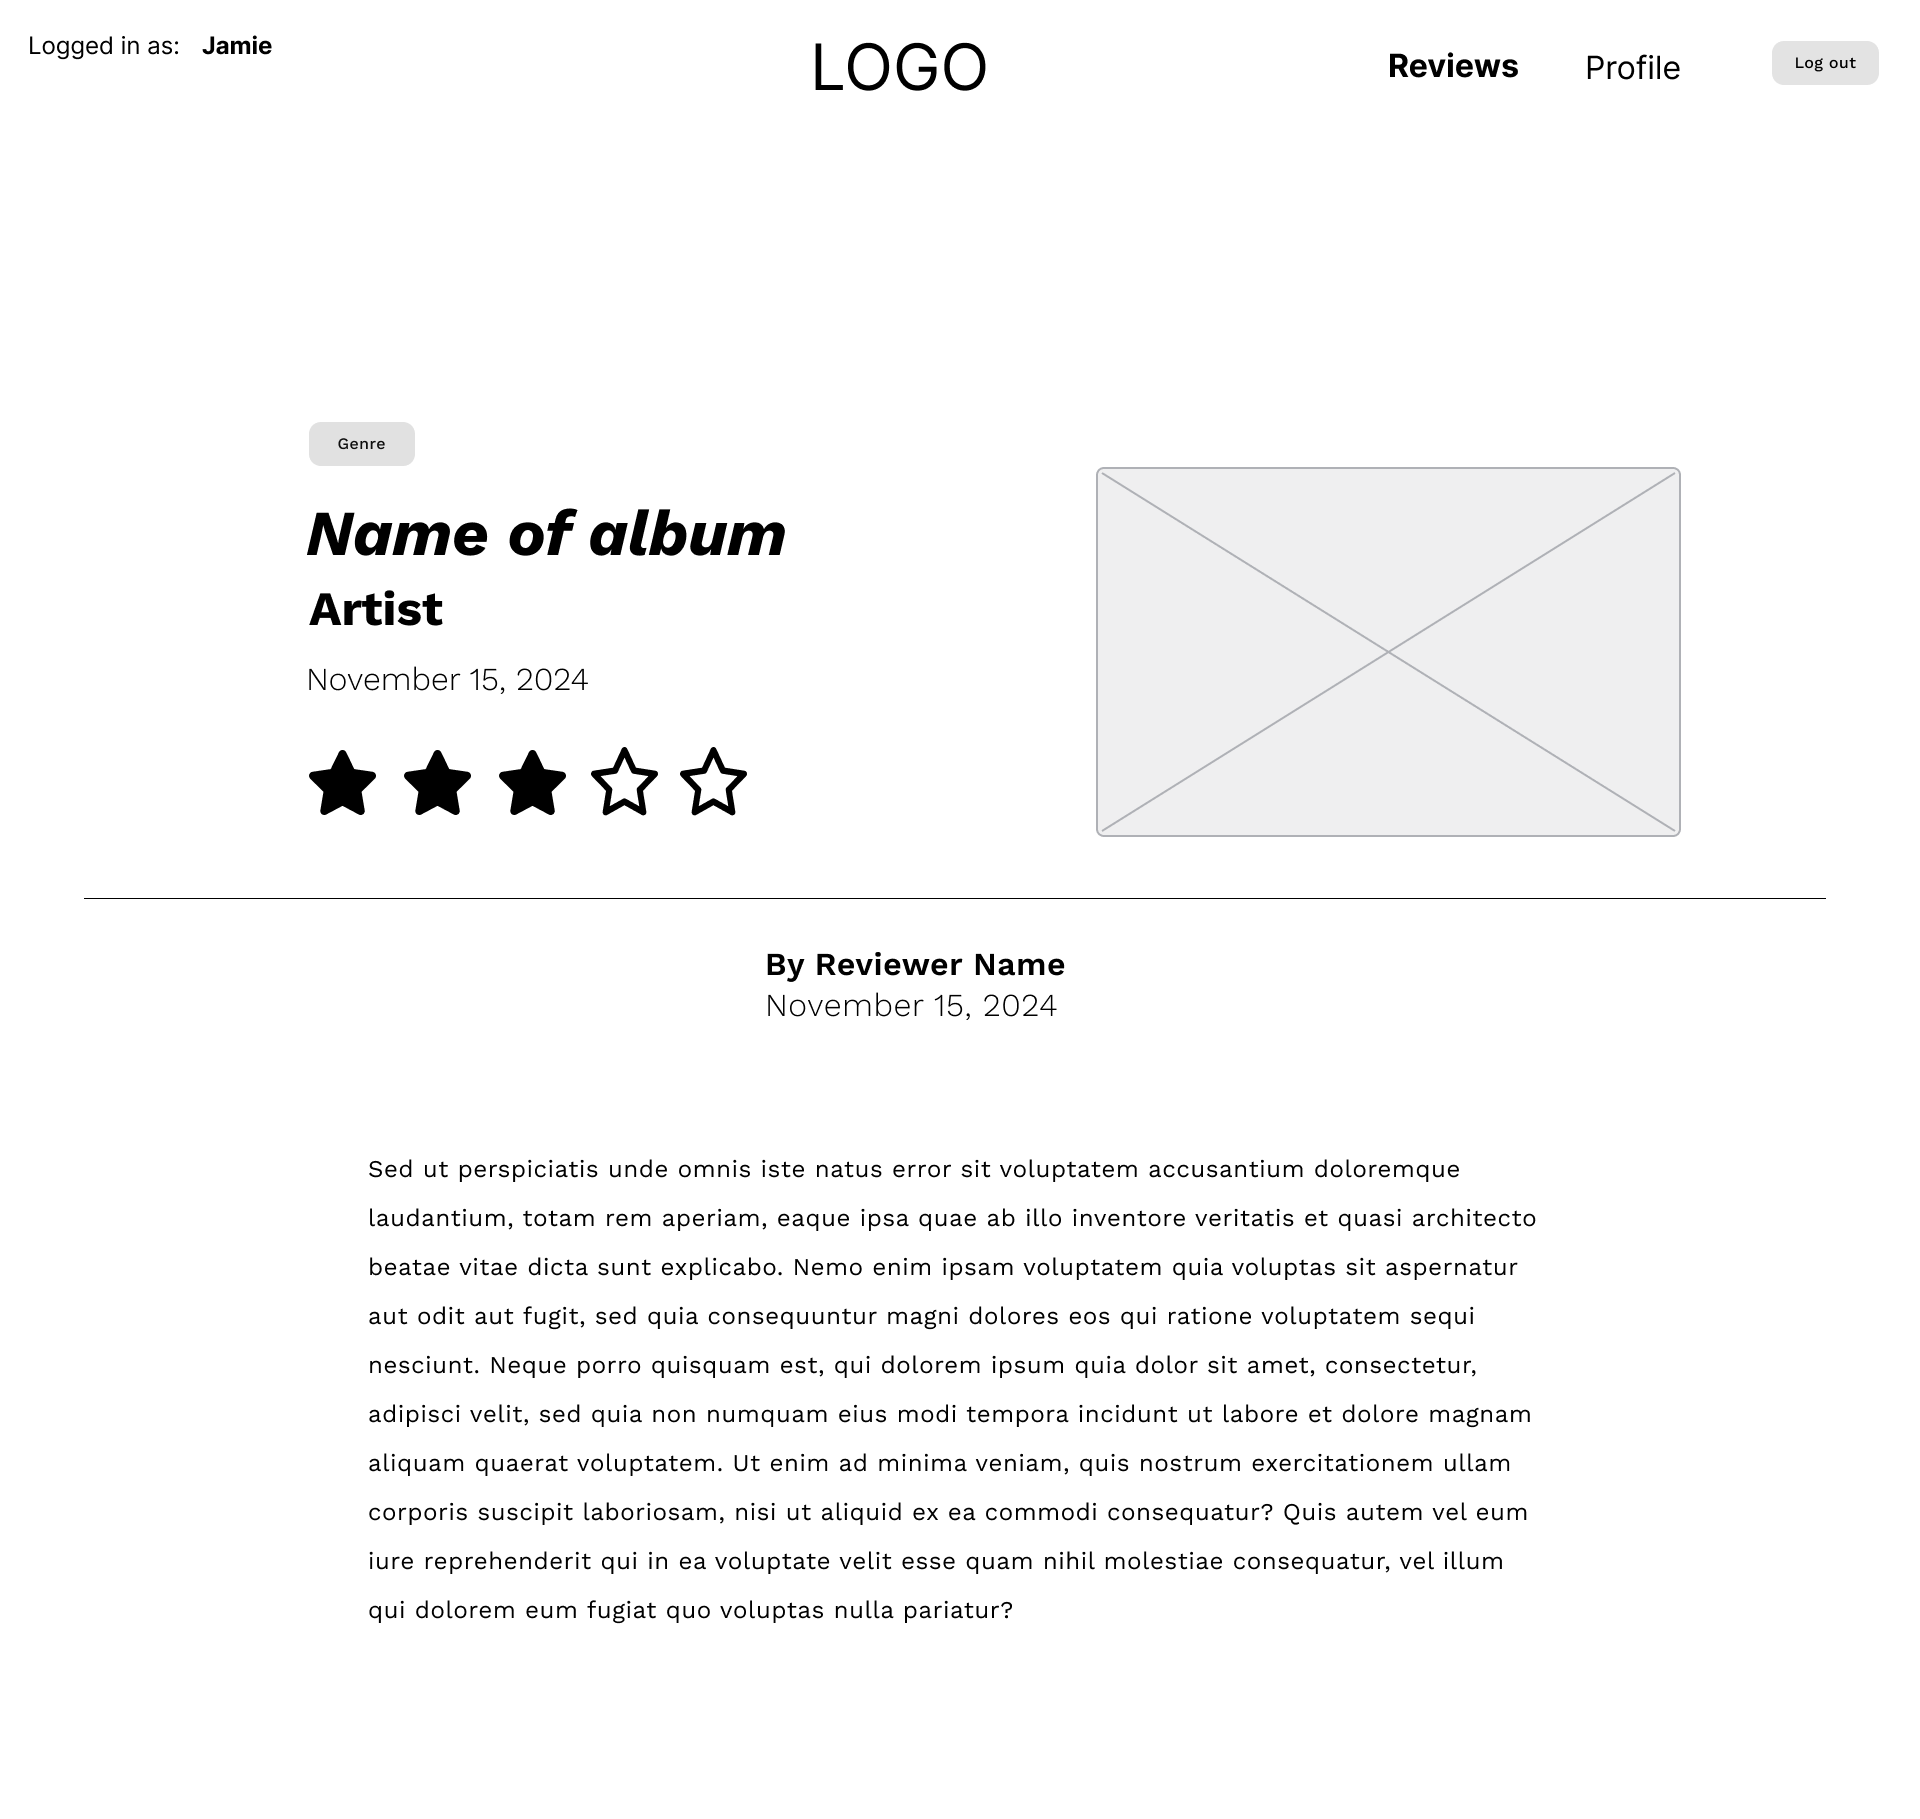 Logged in as: Jamie
LOGO
Reviews
Profile
Log out
Genre
Name of album
Artist
November 15, 2024
By Reviewer Name
November 15, 2024
Sed ut perspiciatis unde omnis iste natus error sit voluptatem accusantium doloremque
laudantium, totam rem aperiam, eaque ipsa quae ab illo inventore veritatis et quasi architecto
beatae vitae dicta sunt explicabo. Nemo enim ipsam voluptatem quia voluptas sit aspernatur
aut odit aut fugit, sed quia consequuntur magni dolores eos qui ratione voluptatem sequi
nesciunt. Neque porro quisquam est, qui dolorem ipsum quia dolor sit amet, consectetur,
adipisci velit, sed quia non numquam eius modi tempora incidunt ut labore et dolore magnam
aliquam quaerat voluptatem. Ut enim ad minima veniam, quis nostrum exercitationem ullam
corporis suscipit laboriosam, nisi ut aliquid ex ea commodi consequatur? Quis autem vel eum
iure reprehenderit qui in ea voluptate velit esse quam nihil molestiae consequatur, vel illum
qui dolorem eum fugiat quo voluptas nulla pariatur?